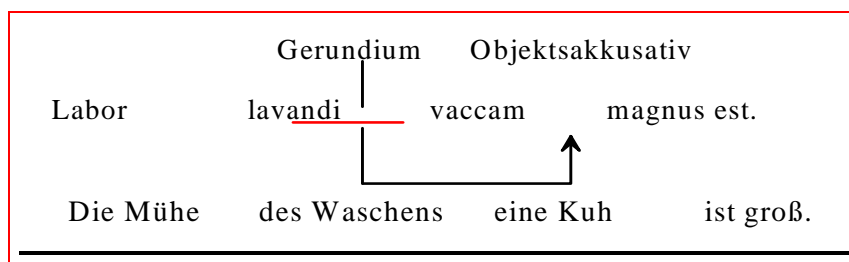 Gerundium Objektsakkusativ
Labor lavandi vaccam magnus est.
Die Mühe des Waschens eine Kuh ist groß.